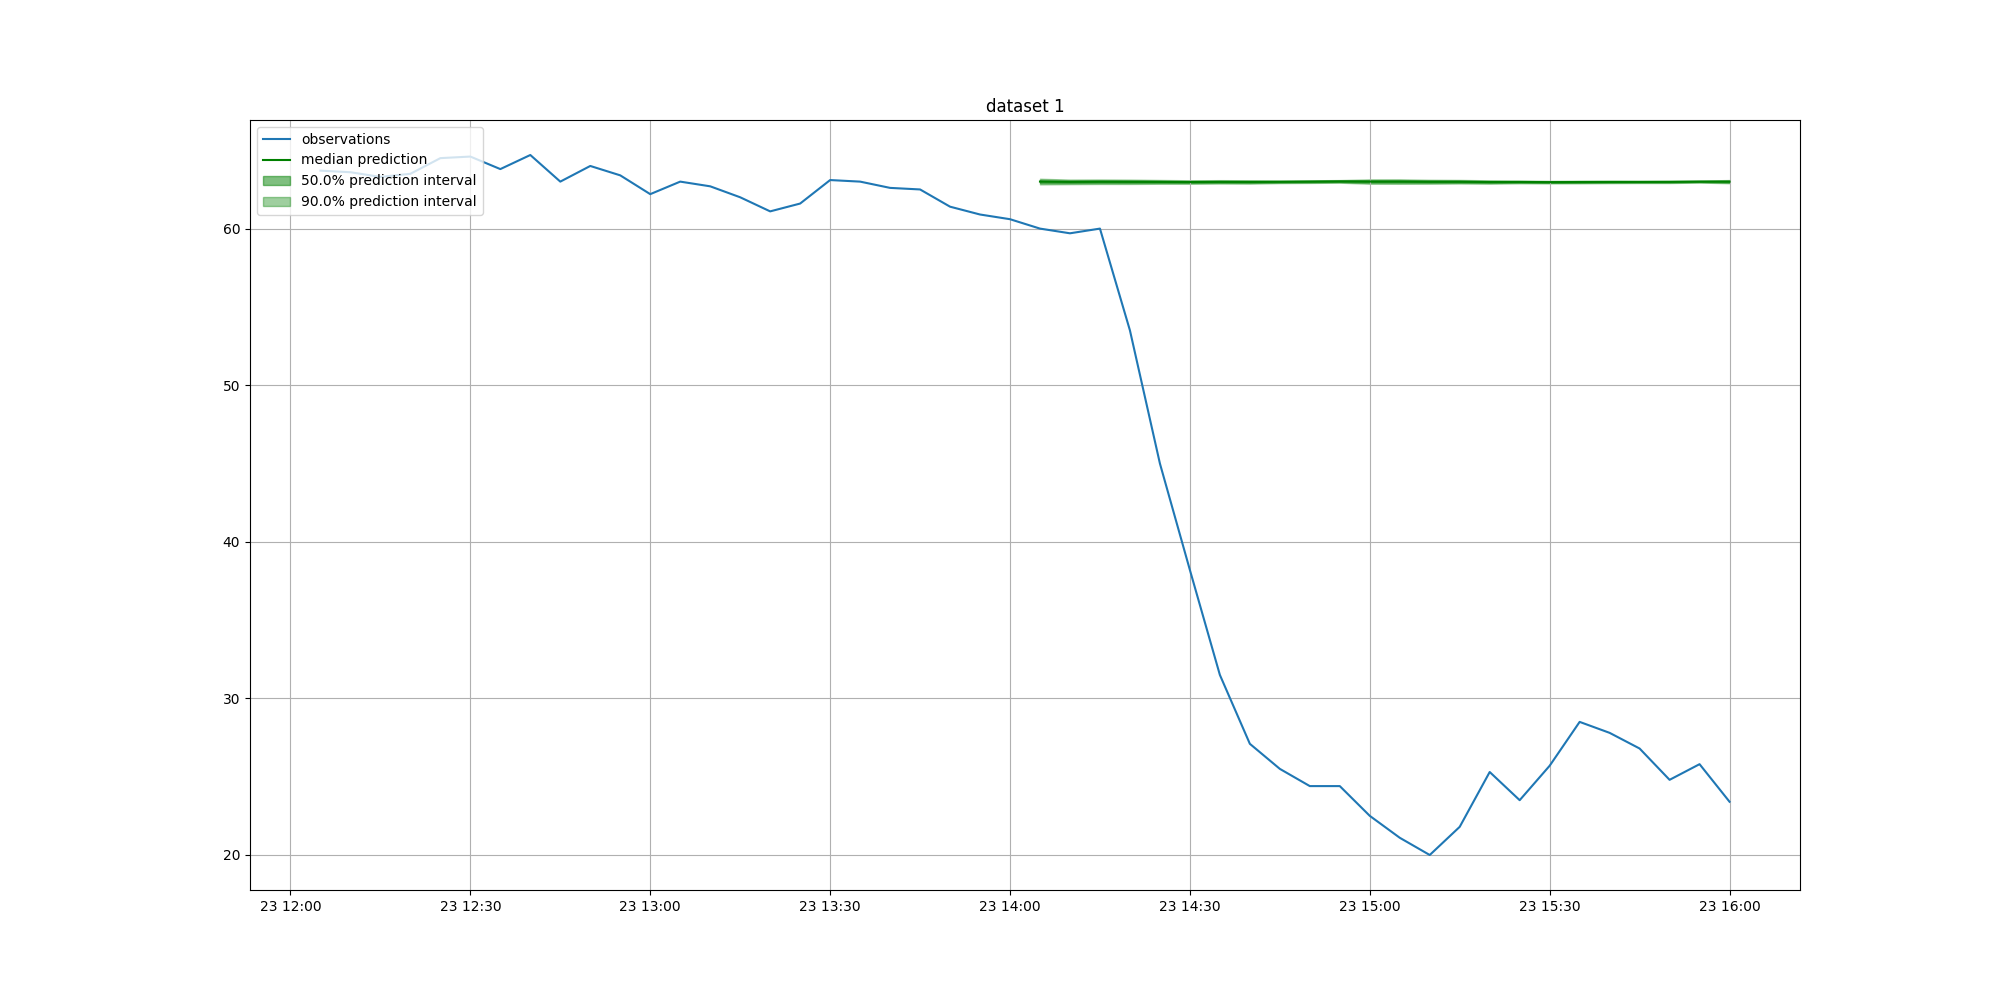 dataset 1
observations
median prediction
50.0% prediction interval
90.0% prediction interval
60
50
40
30
20
23 12:00 23 12:30 23 13:00 23 13:30 23 14:00 23 14:30 23 15:00 23 15:30 23 16:00